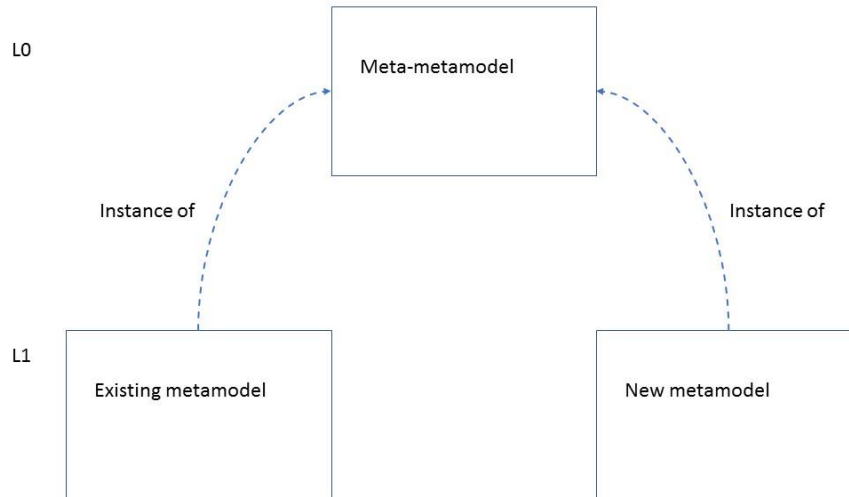 L0
Meta-metamodel
Instance of
Instance of
L1
Existing metamodel
New metamodel